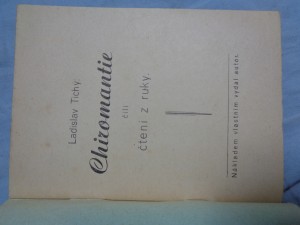 Ladislav Tichý:
Chiromantie
čili
čtení z ruky.
Nákladem vlastním vydal autor.